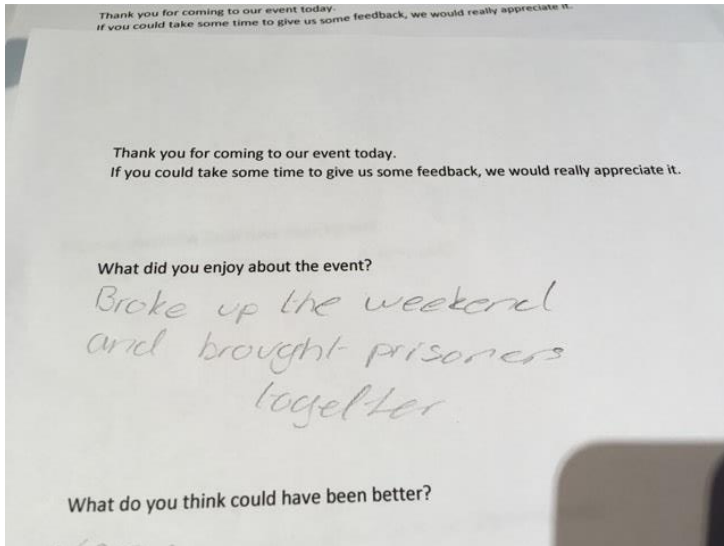 Thank you for coming to our event today.
If you could take some time to give us some feedback, we would really appreciate it.
Thank you for coming to our event today.
If you could take some time to give us some feedback, we would really appreciate it.
What did you enjoy about the event?
Broke up the weekend
and brought prisoners
together
What do you think could have been better?